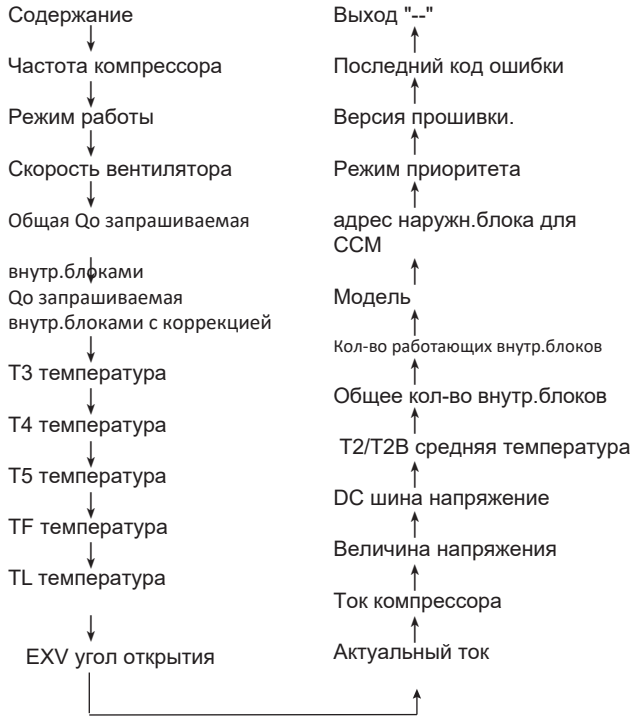 Содержание
Частота компрессора
Режим работы
Скорость вентилятора
Общая Qo запрашиваемая
внутр.блоками
Qo запрашиваемая
внутр.блоками с коррекцией
T3 температура
T4 температура
T5 температура
TF температура
TL температура
EXV угол открытия
Выход "--"
Последний код ошибки
Версия прошивки.
Режим приоритета
адрес наружн.блока для
CCM
Модель
Кол-во работающих внутр.блоков
Общее кол-во внутр.блоков
T2/T2B средняя температура
DC шина напряжение
Величина напряжения
Ток компрессора
Актуальный ток